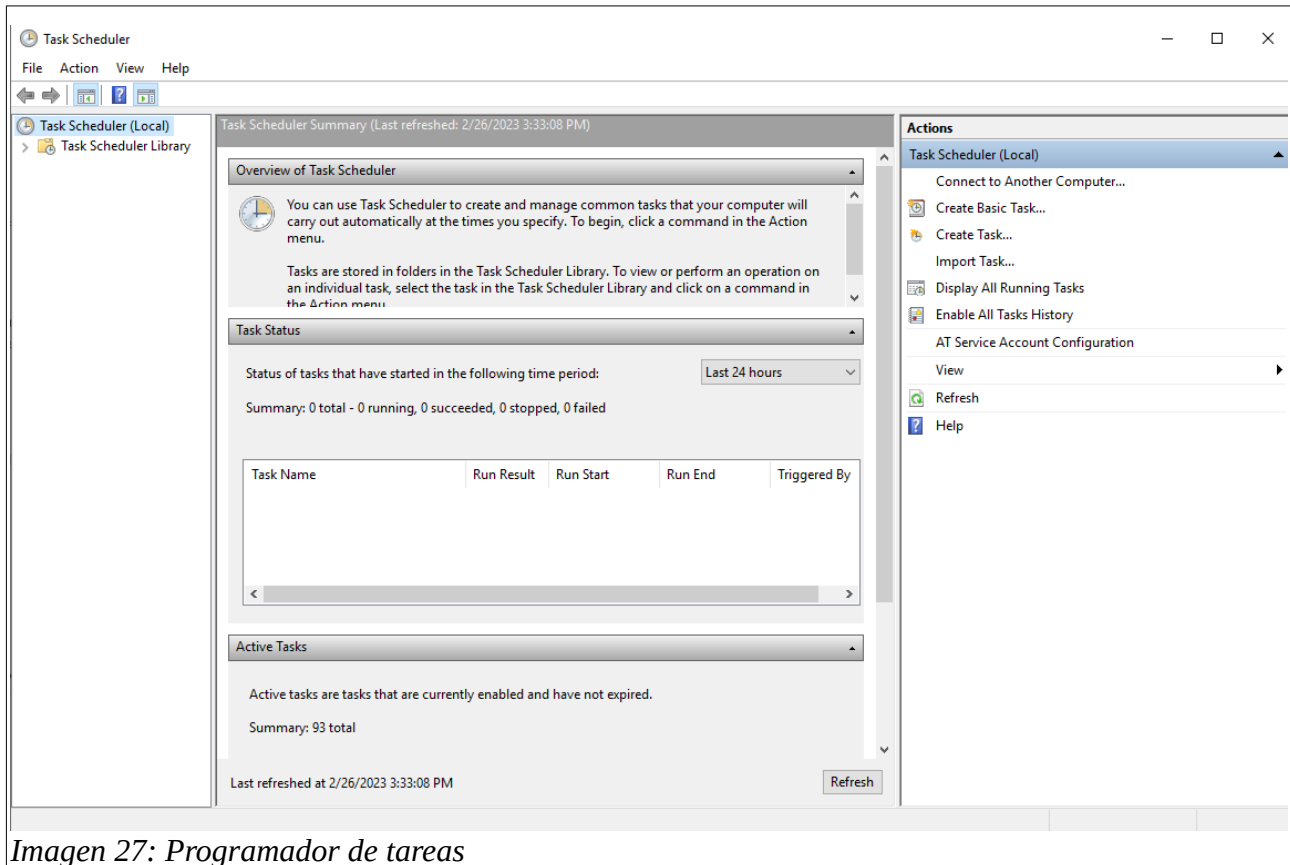 Task Scheduler
File Action View Help
Task Scheduler (Local)
Task Scheduler Library
Task Scheduler Summary (Last refreshed: 2/26/2023 3:33:08 PM)
Overview of Task Scheduler
You can use Task Scheduler to create and manage common tasks that your computer will
carry out automatically at the times you specify. To begin, click a command in the Action
menu.
Tasks are stored in folders in the Task Scheduler Library. To view or perform an operation on
an individual task, select the task in the Task Scheduler Library and click on a command in
the Action menu
Task Status
Status of tasks that have started in the following time period:
Last 24 hours
Summary: 0 total - 0 running, 0 succeeded, 0 stopped, 0 failed
Task Name Run Result Run Start Run End Triggered By
Active Tasks
Active tasks are tasks that are currently enabled and have not expired.
Summary: 93 total
Last refreshed at 2/26/2023 3:33:08 PM
Refresh
Actions
Task Scheduler (Local)
Connect to Another Computer...
Create Basic Task...
Create Task...
Import Task...
Display All Running Tasks
Enable All Tasks History
AT Service Account Configuration
View
Refresh
Help
Imagen 27: Programador de tareas